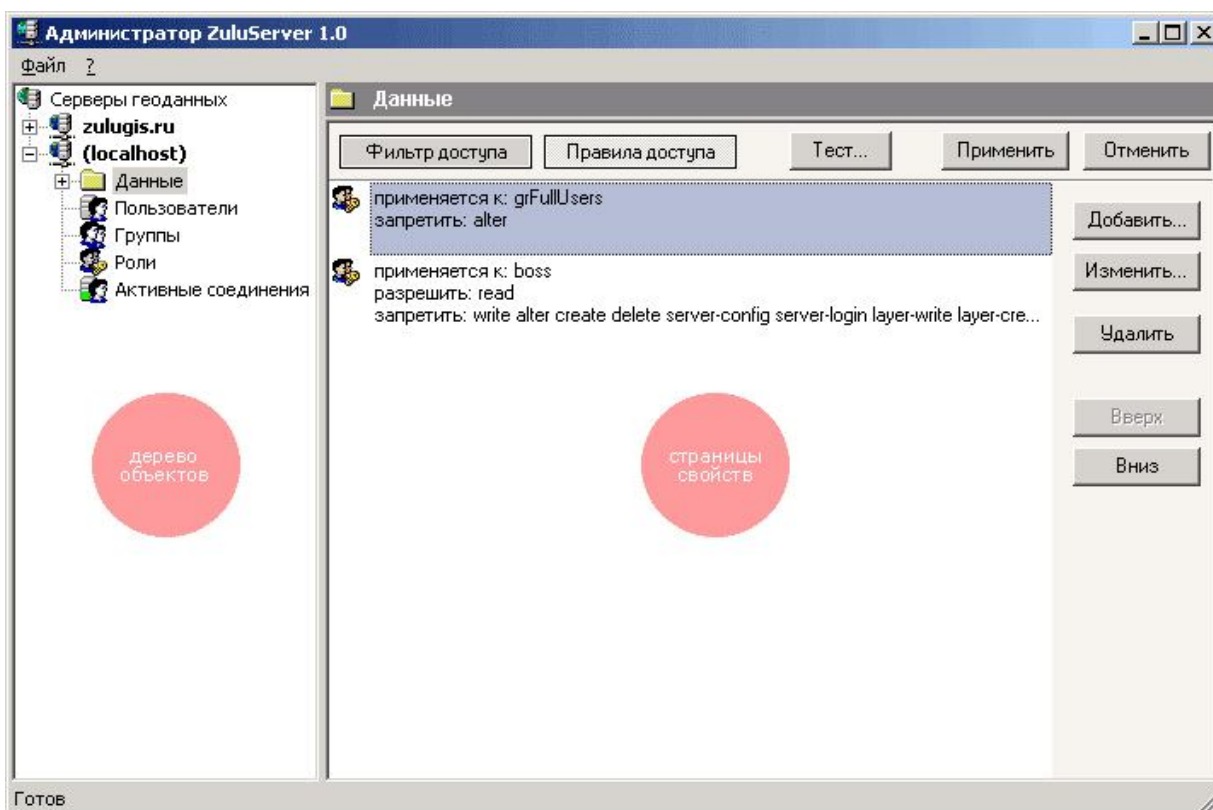 Администратор ZuluServer 1.0
Файл ?
Серверы геоданных
zulugis.ru
(localhost)
Данные
Пользователи
Группы
Роли
Активные соединения
дерево
объектов
Данные
Фильтр доступа Правила доступа Тест... Применить Отменить
применяется к: grFullUsers
запретить: alter
применяется к: boss
разрешить: read
запретить: write alter create delete server-config server-login layer-write layer-cre...
страницы
свойств
Добавить...
Изменить...
Удалить
Вверх
Вниз
Готов